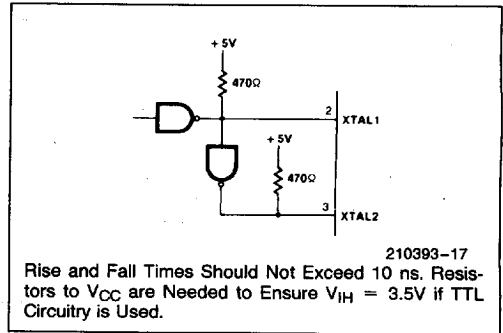 + 5V
470Ω
2
XTAL1
+ 5V
470Ω
3
XTAL2
210393-17
Rise and Fall Times Should Not Exceed 10 ns. Resis-
tors to VCC are Needed to Ensure VIH = 3.5V if TTL
Circuitry is Used.